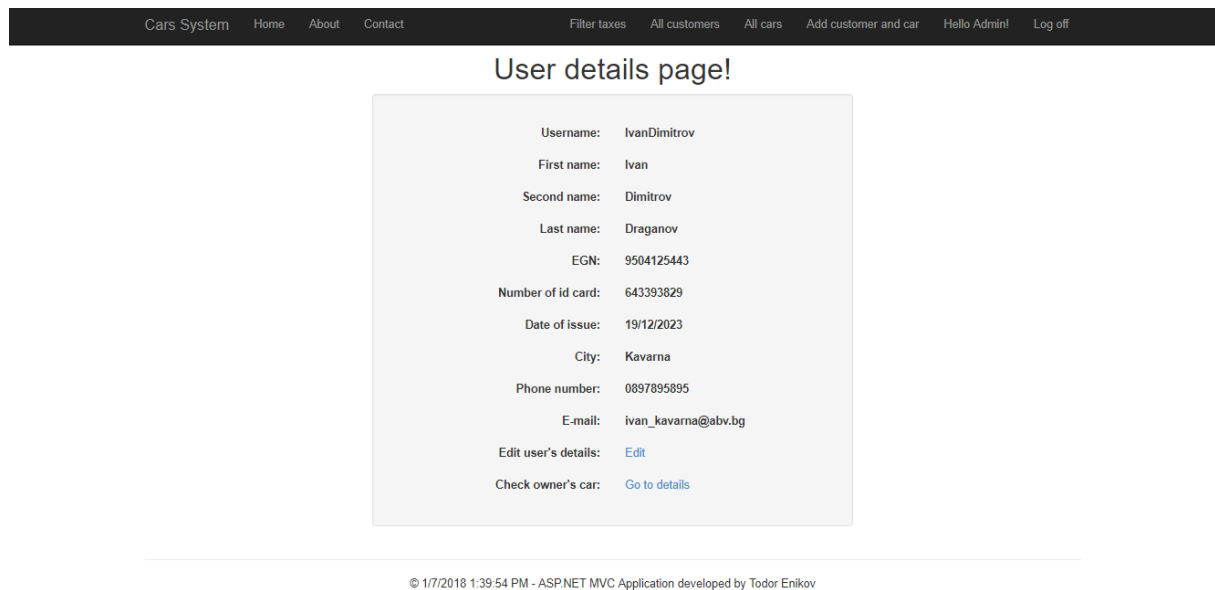 Cars System Home About Contact Filter taxes All customers All cars Add customer and car Hello Admin! Log off
User details page!
Username: IvanDimitrov
First name: Ivan
Second name: Dimitrov
Last name: Draganov
EGN: 9504125443
Number of id card: 643393829
Date of issue: 19/12/2023
City: Kavarna
Phone number: 0897895895
E-mail: ivan_kavarna@abv.bg
Edit user's details: Edit
Check owner's car: Go to details
© 1/7/2018 1:39:54 PM - ASP.NET MVC Application developed by Todor Enikov